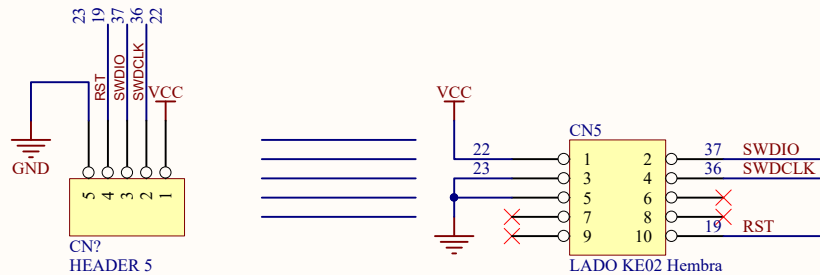 23 19 37 36 22
RST SWDIO SWDCLK VCC
GND
5 4 3 2 1
CN?
HEADER 5
VCC
CN5
22 1 2 37 SWDIO
23 3 4 36 SWDCLK
5 6
7 8
9 10 19 RST
LADO KE02 Hembra